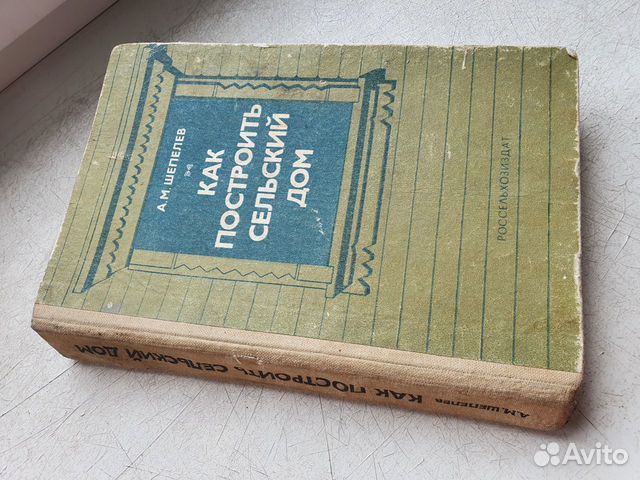 А.М. ШЕПЕЛЕВ
КАК
ПОСТРОИТЬ
СЕЛЬСКИЙ
ДОМ
РОССЕЛЬХОЗИЗДАТ
А.М. ШЕПЕЛЕВ КАК ПОСТРОИТЬ СЕЛЬСКИЙ ДОМ
Avito